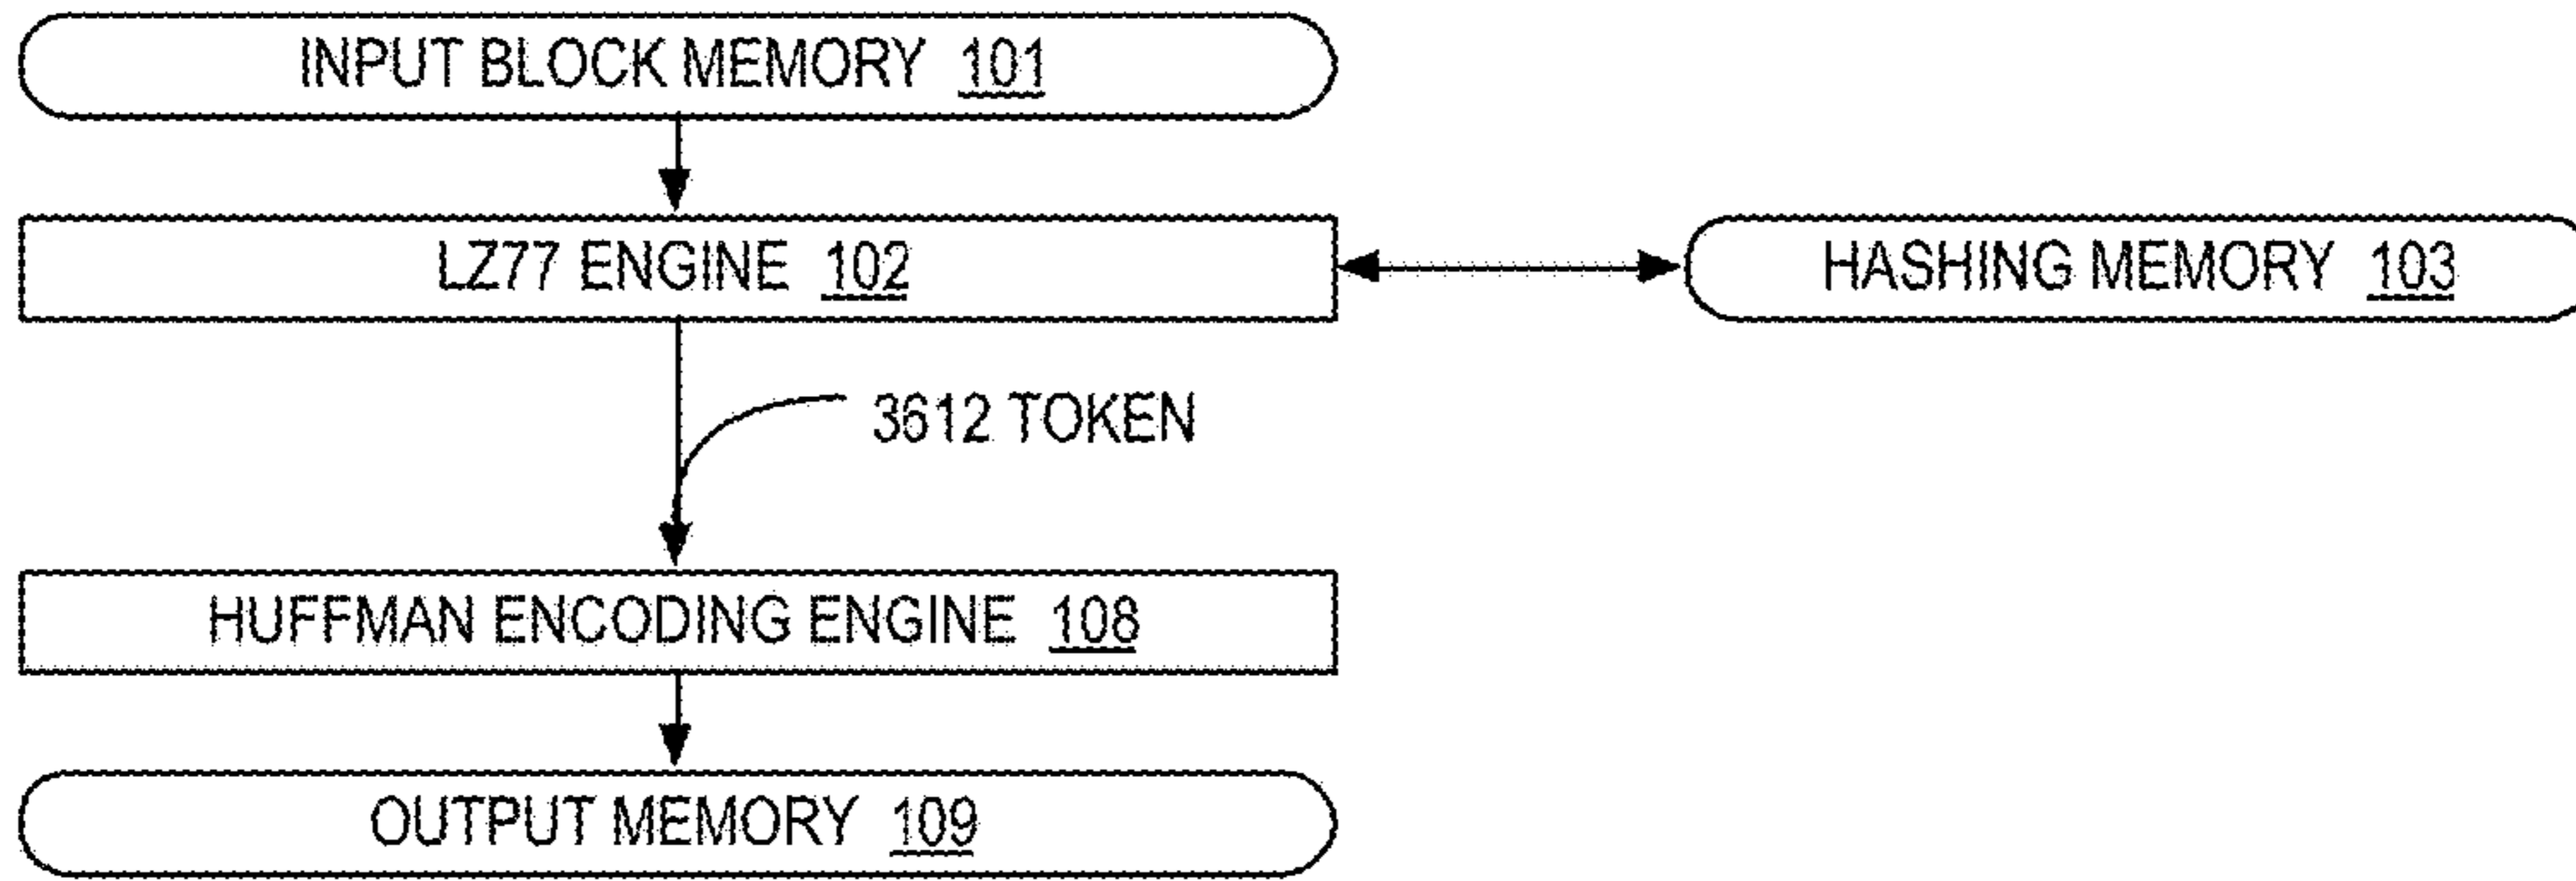 INPUT BLOCK MEMORY 101
LZ77 ENGINE 102
HASHING MEMORY 103
3612 TOKEN
HUFFMAN ENCODING ENGINE 108
OUTPUT MEMORY 109